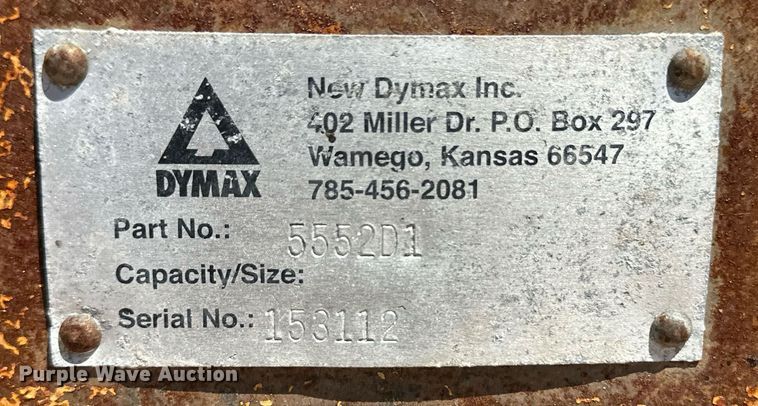 New Dymax Inc.
402 Miller Dr. P.O. Box 297
Wamego, Kansas 66547
785-456-2081
DYMAX
Part No.: 5552D1
Capacity/Size:
Serial No.: 153112
Purple Wave Auction